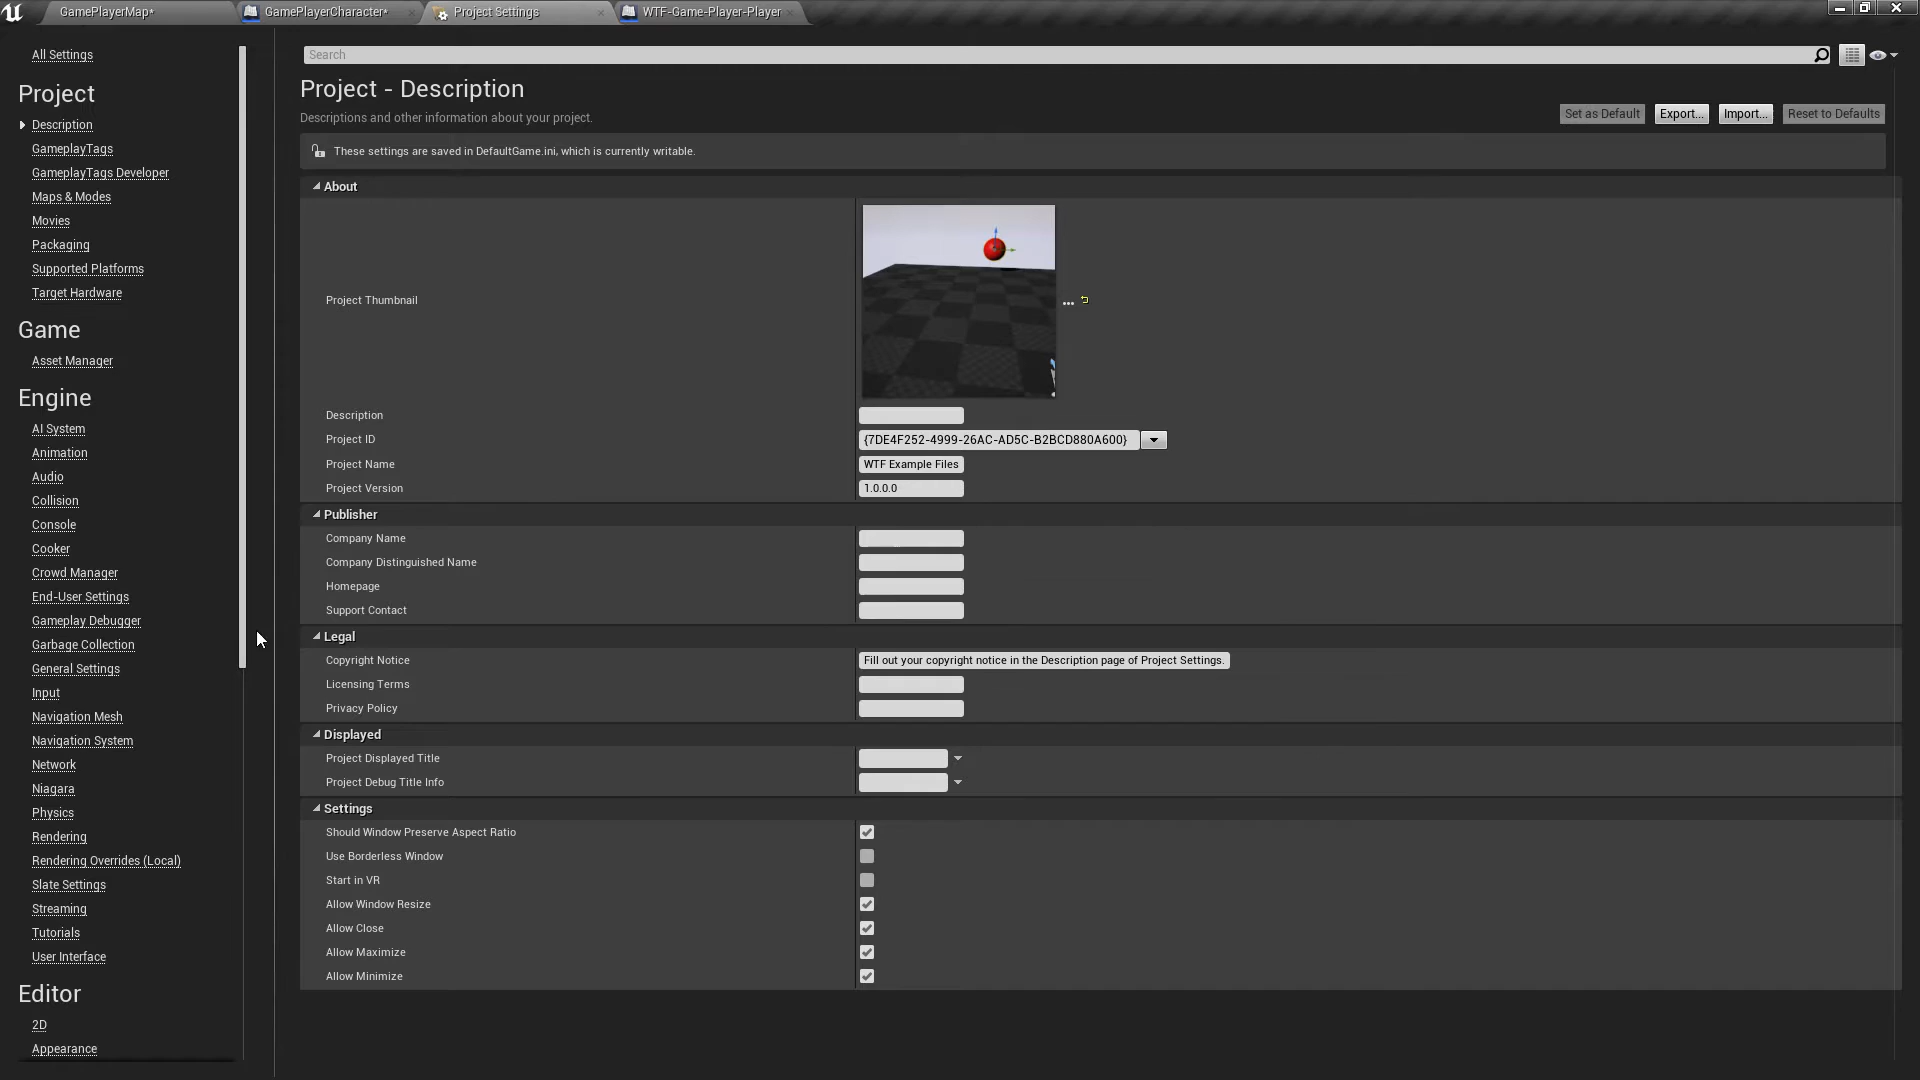 GamePlayerMap*
GamePlayerCharacter*
Project Settings
WTF-Game-Player-Player
All Settings
Project
Description
GameplayTags
GameplayTags Developer
Maps & Modes
Movies
Packaging
Supported Platforms
Target Hardware
Game
Asset Manager
Engine
AI System
Animation
Audio
Collision
Console
Cooker
Crowd Manager
End-User Settings
Gameplay Debugger
Garbage Collection
General Settings
Input
Navigation Mesh
Navigation System
Network
Niagara
Physics
Rendering
Rendering Overrides (Local)
Slate Settings
Streaming
Tutorials
User Interface
Editor
2D
Appearance
Search
Project - Description
Descriptions and other information about your project.
Set as Default
Export...
Import...
Reset to Defaults
These settings are saved in DefaultGame.ini, which is currently writable.
About
Project Thumbnail
...
Description
Project ID {7DE4F252-4999-26AC-AD5C-B2BCD880A600}
Project Name WTF Example Files
Project Version 1.0.0.0
Publisher
Company Name
Company Distinguished Name
Homepage
Support Contact
Legal
Copyright Notice Fill out your copyright notice in the Description page of Project Settings.
Licensing Terms
Privacy Policy
Displayed
Project Displayed Title
Project Debug Title Info
Settings
Should Window Preserve Aspect Ratio
Use Borderless Window
Start in VR
Allow Window Resize
Allow Close
Allow Maximize
Allow Minimize